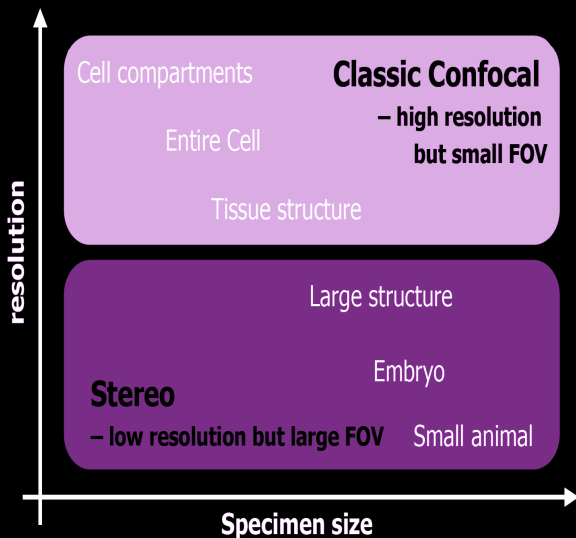 Cell compartments
Classic Confocal
– high resolution
but small FOV
Entire Cell
Tissue structure
resolution
Large structure
Embryo
Stereo
– low resolution but large FOV
Small animal
Specimen size